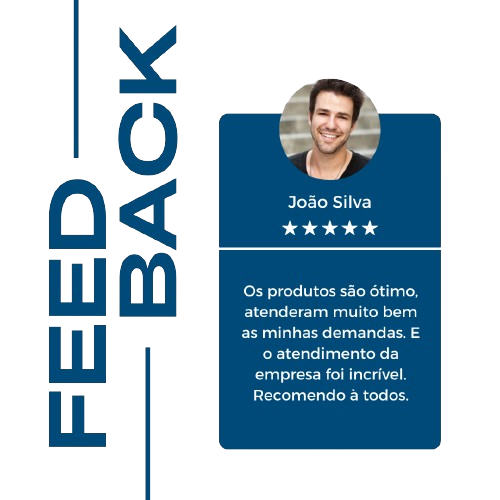 FEED
BACK
João Silva
Os produtos são ótimo,
atenderam muito bem
as minhas demandas. E
o atendimento da
empresa foi incrível.
Recomendo à todos.